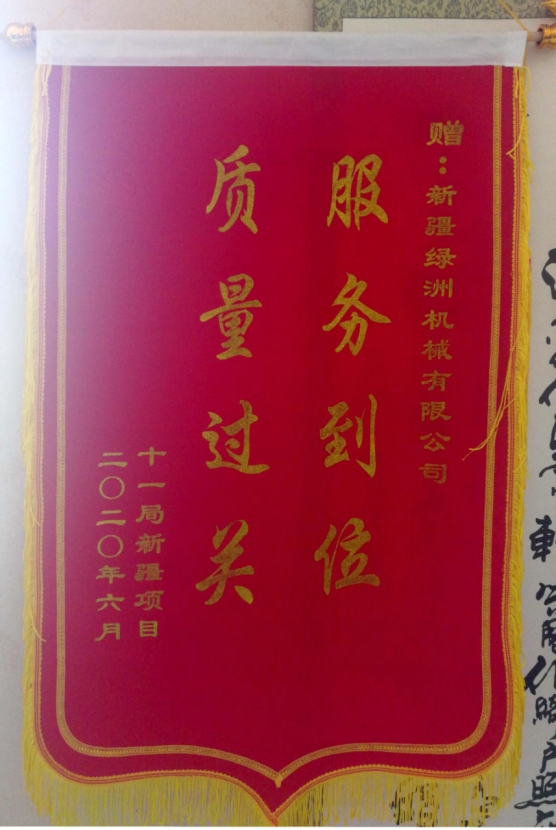 赠：新疆绿洲机械有限公司
服务到位
质量过关
十一局新疆项目
二〇二〇年六月